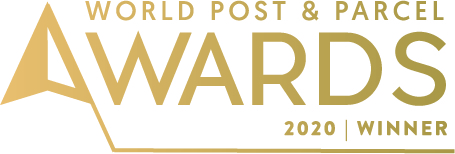 WORLD POST & PARCEL
AWARDS
2020 | WINNER